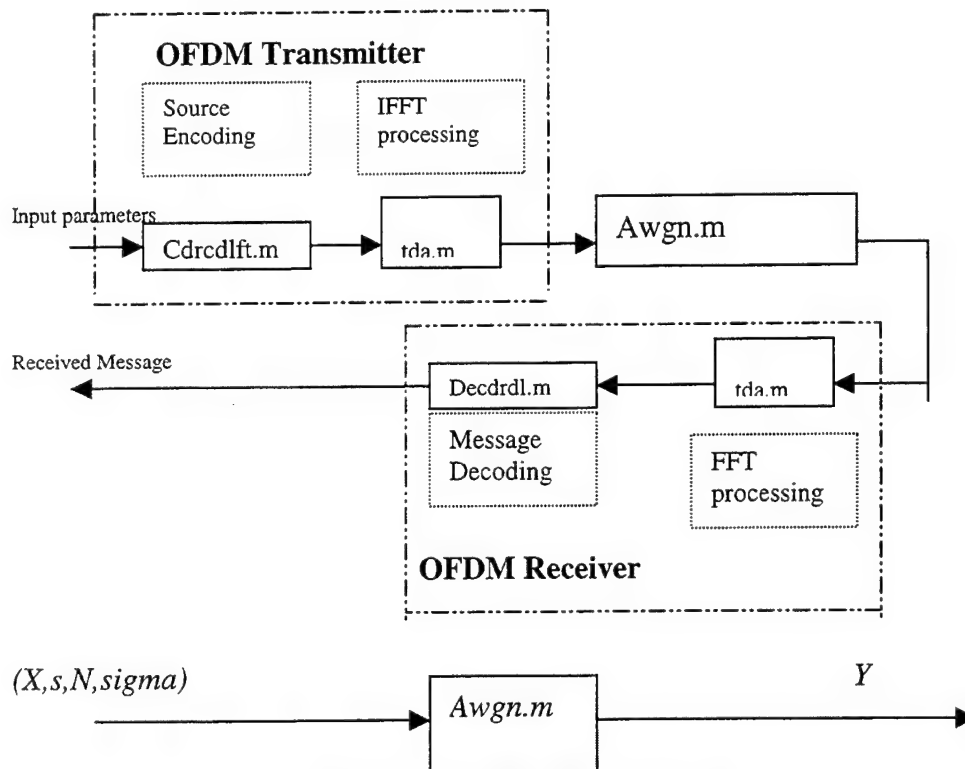 OFDM Transmitter
Source
Encoding
IFFT
processing
Input parameters
Cdrcdlft.m
tda.m
Awgn.m
Received Message
Decdrdl.m
tda.m
Message
Decoding
FFT
processing
OFDM Receiver
(X,s,N,sigma)
Awgn.m
Y